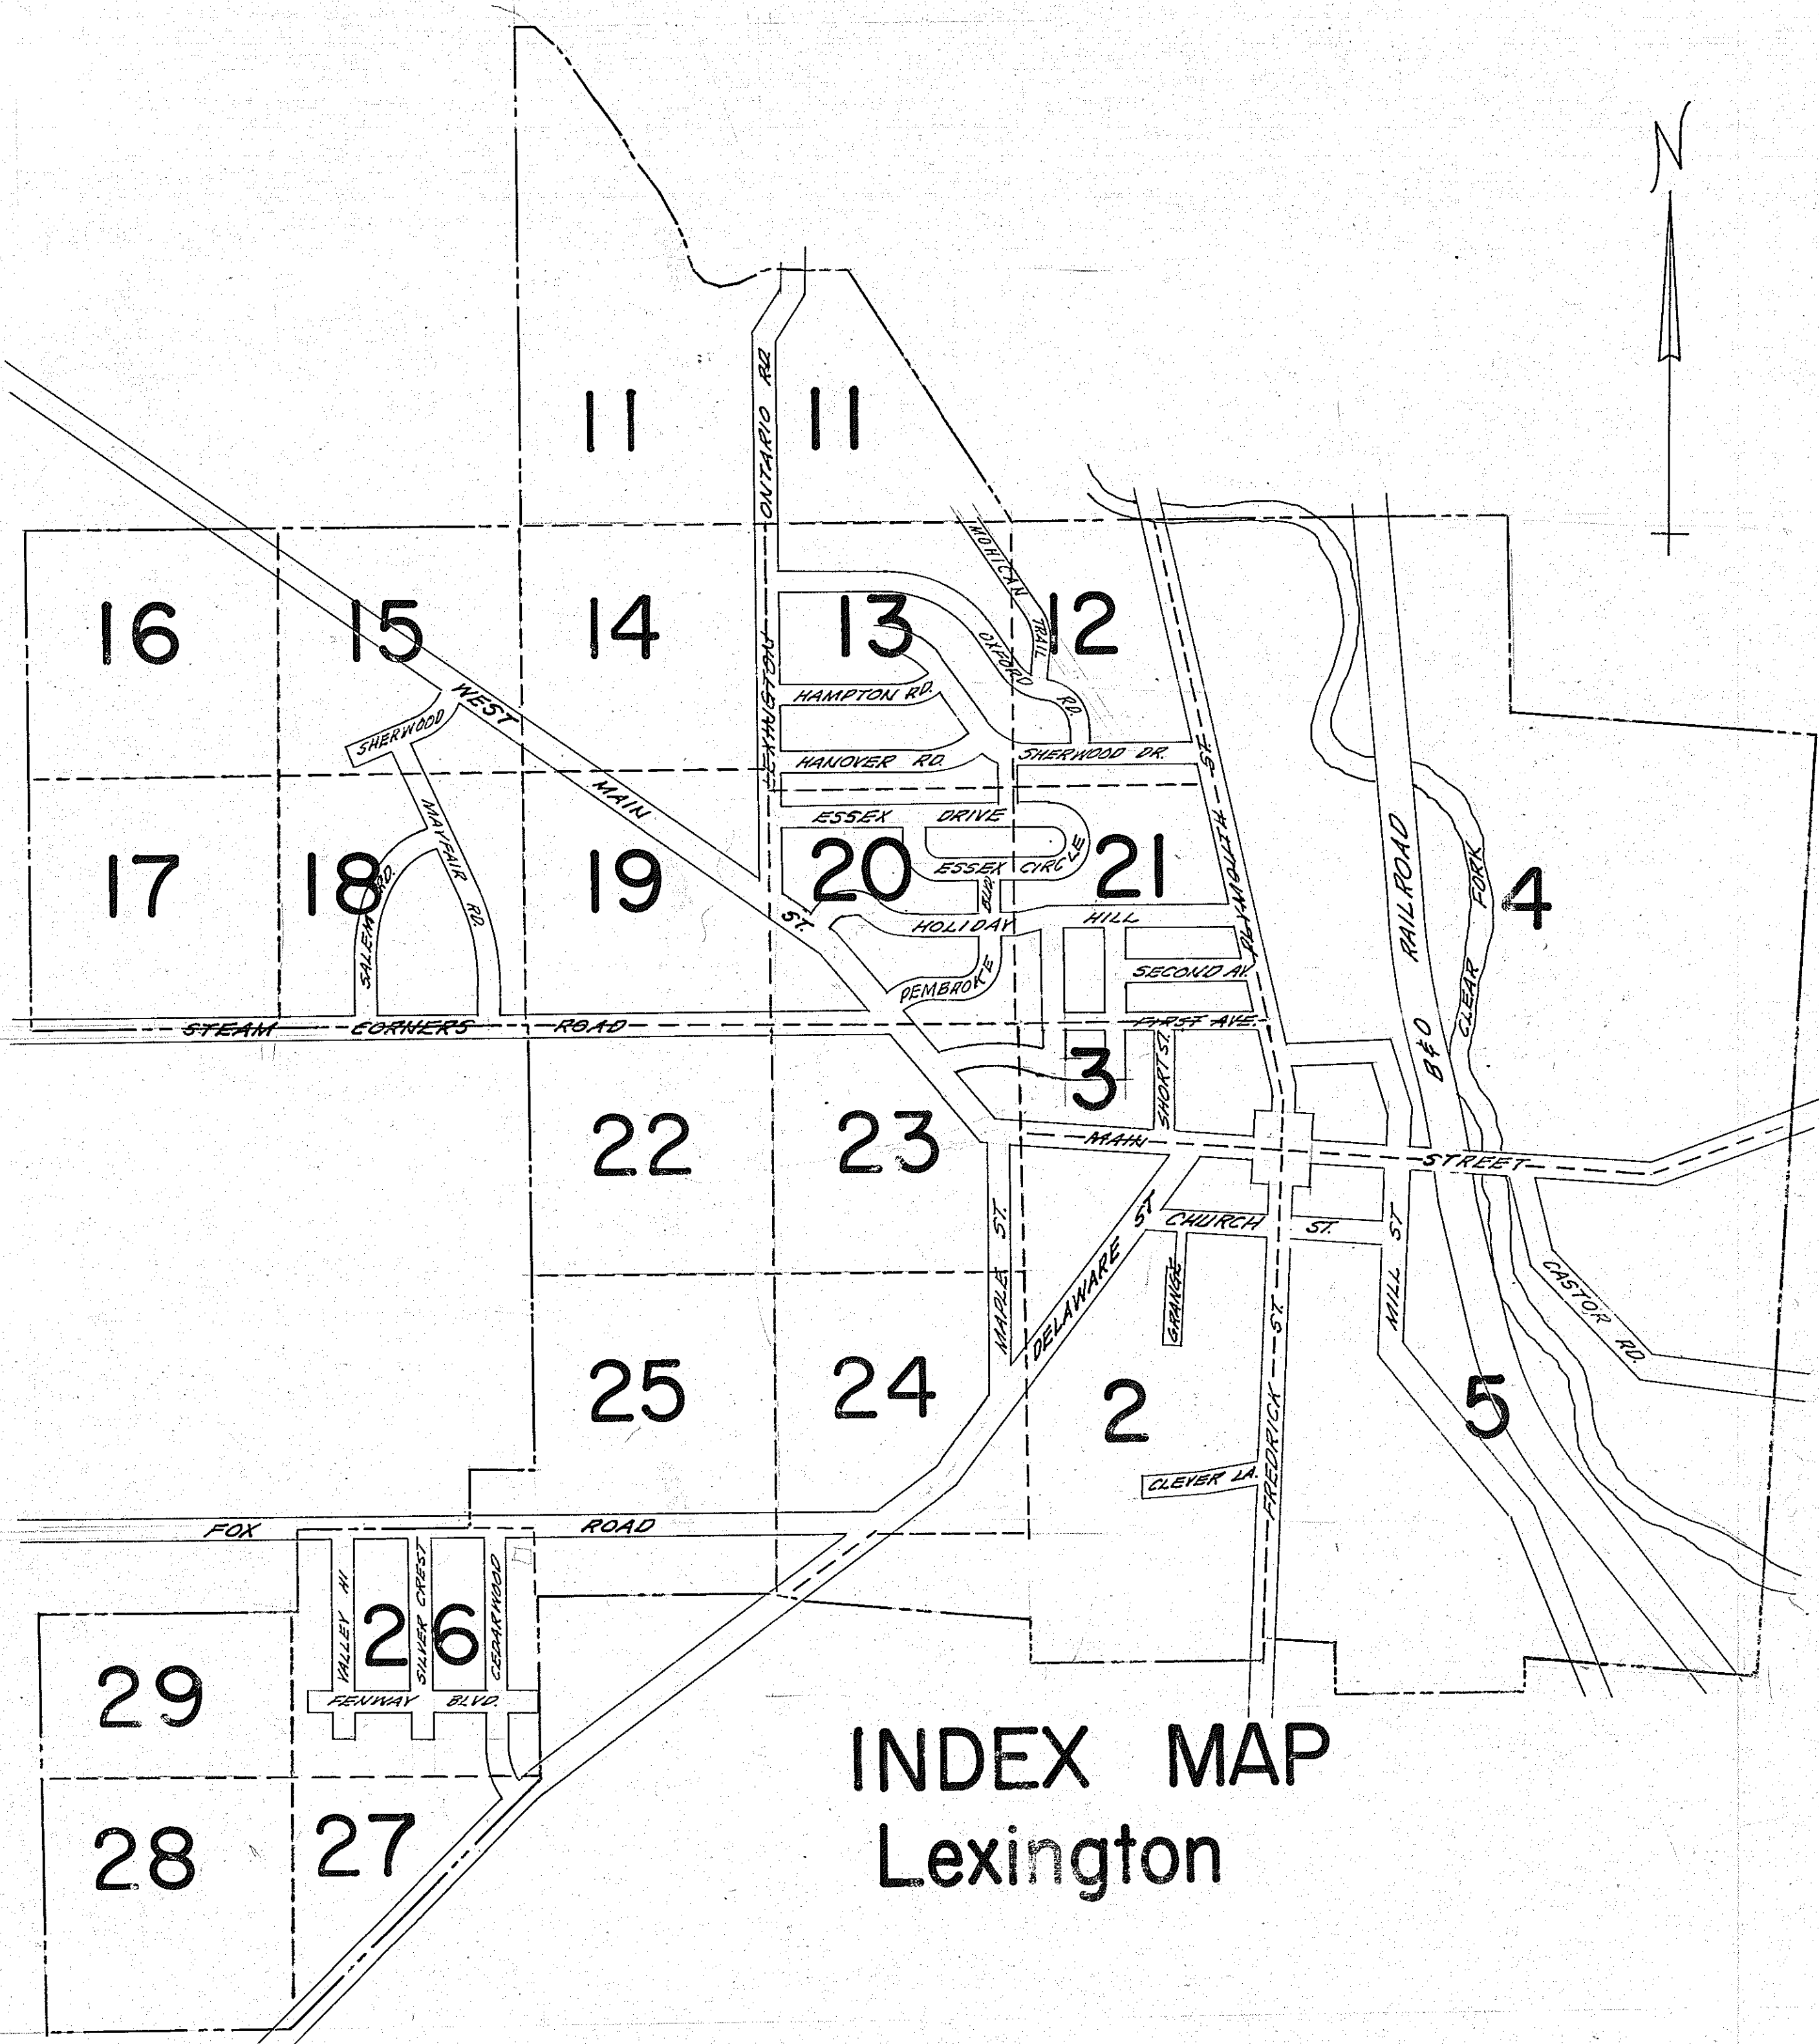 N
11
11
LEXINGTON - ONTARIO RD.
MOHICAN TRAIL
16
15
14
13
12
OXFORD RD.
HAMPTON RD.
SHERWOOD
WEST MAIN ST.
HANOVER RD.
SHERWOOD DR.
MAYFAIR RD.
ESSEX DRIVE
PLYMOUTH ST.
RAILROAD
B&O
CLEAR FORK
17
18
19
20
21
4
ESSEX CIRCLE
BLVD
SALEM RD.
HOLIDAY HILL
SECOND AV.
PEMBROKE
STEAM CORNERS ROAD
FIRST AVE.
3
SHORT ST.
22
23
MAIN STREET
MAPLE ST.
DELAWARE ST
CHURCH ST.
GRANGE
MILL ST
CASTOR RD.
25
24
2
5
FREDRICK ST.
CLEVER LA.
FOX ROAD
VALLEY HI
SILVER CREST
CEDARWOOD
26
29
FENWAY BLVD.
28
27
INDEX MAP
Lexington